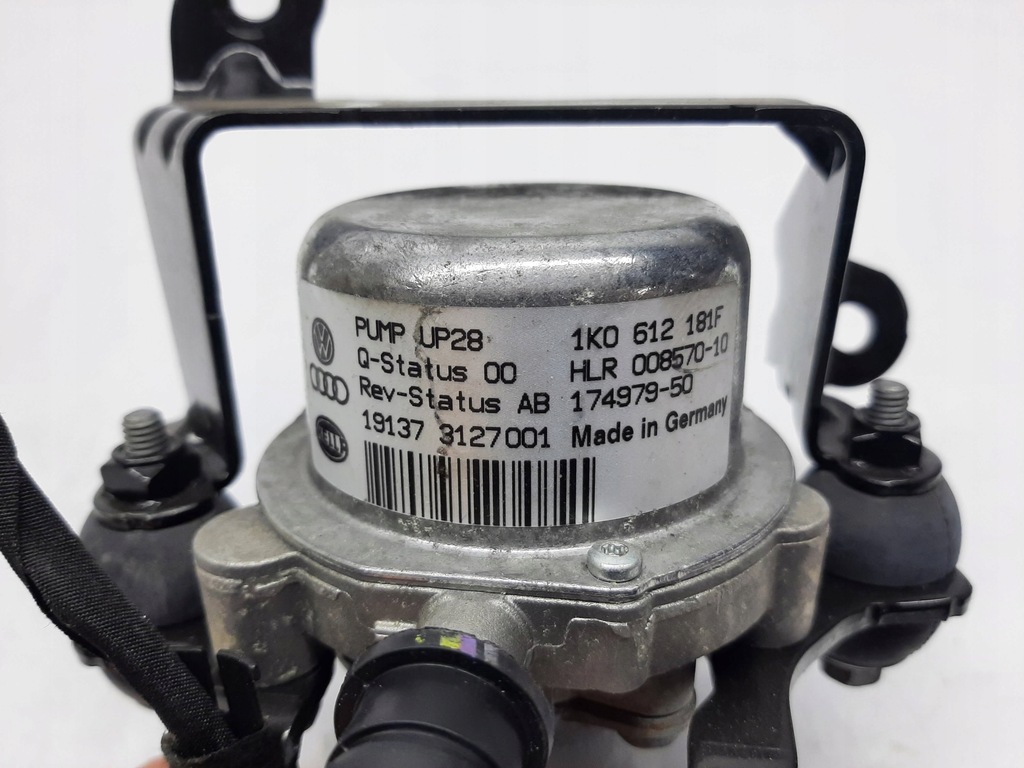 PUMP UP28 1K0 612 181F
Q-Status 00 HLR 008570-10
Rev-Status AB 174979-50
19137 3127001 Made in Germany
HELLA